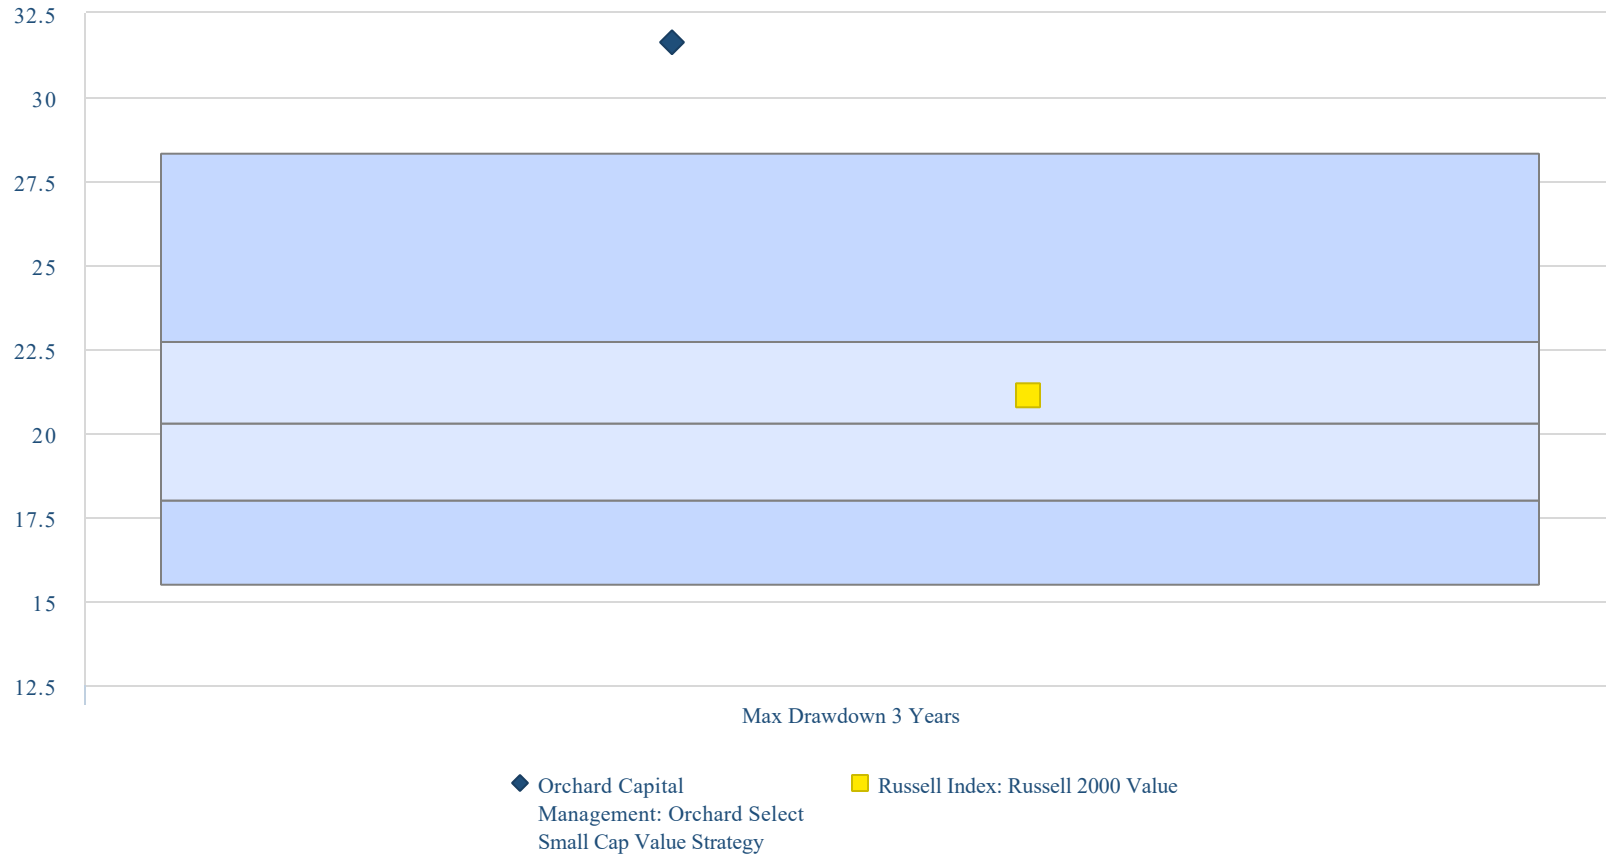 32.5
30
27.5
25
22.5
20
17.5
15
12.5
Max Drawdown 3 Years
Orchard Capital
Management: Orchard Select
Small Cap Value Strategy
Russell Index: Russell 2000 Value